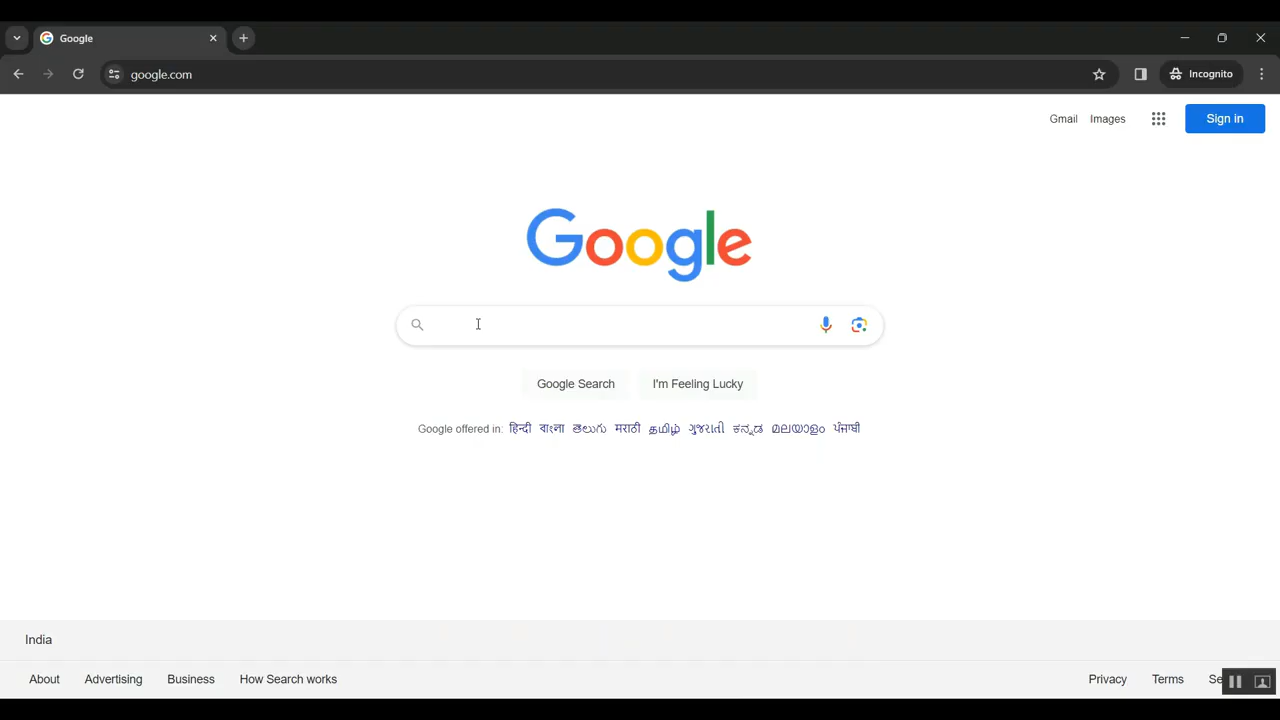 Google
google.com
Incognito
Gmail Images
Sign in
Google
Google Search I'm Feeling Lucky
Google offered in: हिन्दी বাংলা తెలుగు मराठी தமிழ் ગુજરાતી ಕನ್ನಡ മലയാളം ਪੰਜਾਬੀ
India
About Advertising Business How Search works Privacy Terms